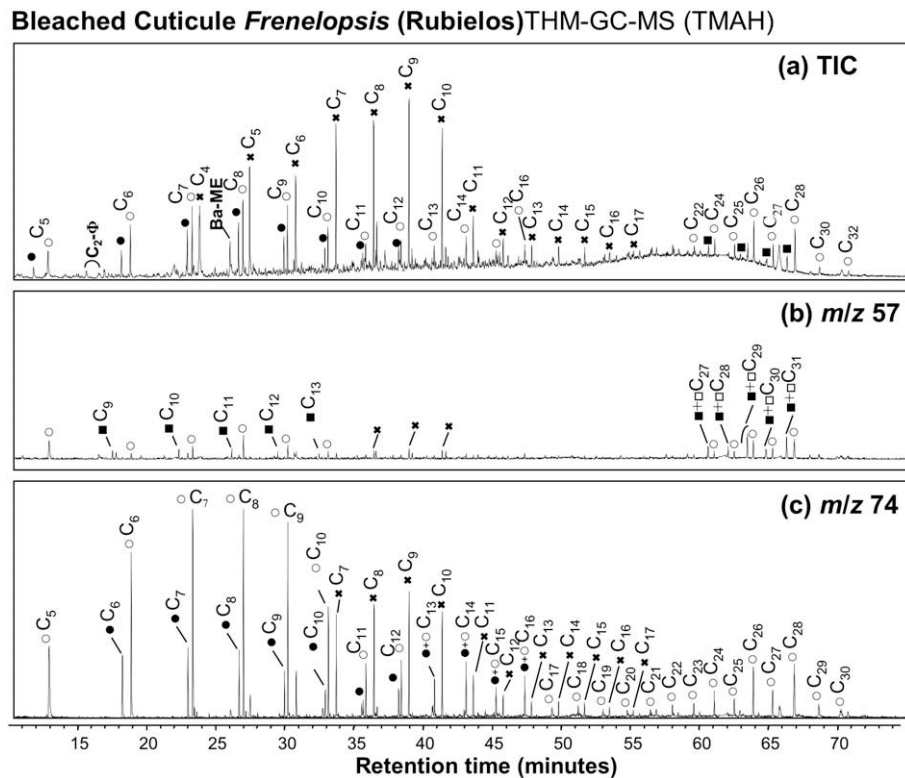 Bleached Cuticule Frenelopsis (Rubielos)THM-GC-MS (TMAH)
(a) TIC
C5
C2-Φ
C6
C7
C4
Ba-ME
C8
C5
C9
C6
C10
C7
C11
C8
C12
C9
C13
C10
C14
C11
C12
C16
C13
C14
C15
C16
C17
C22
C24
C25
C26
C27
C28
C30
C32
(b) m/z 57
C9
C10
C11
C12
C13
C27
C28
C29
C30
C31
(c) m/z 74
C5
C6
C6
C7
C7
C8
C8
C9
C9
C10
C10
C7
C11
C8
C12
C9
C13
C10
C14
C11
C15
C12
C16
C13
C14
C17
C15
C18
C16
C19
C17
C20
C21
C22
C23
C24
C25
C26
C27
C28
C29
C30
15 20 25 30 35 40 45 50 55 60 65 70
Retention time (minutes)